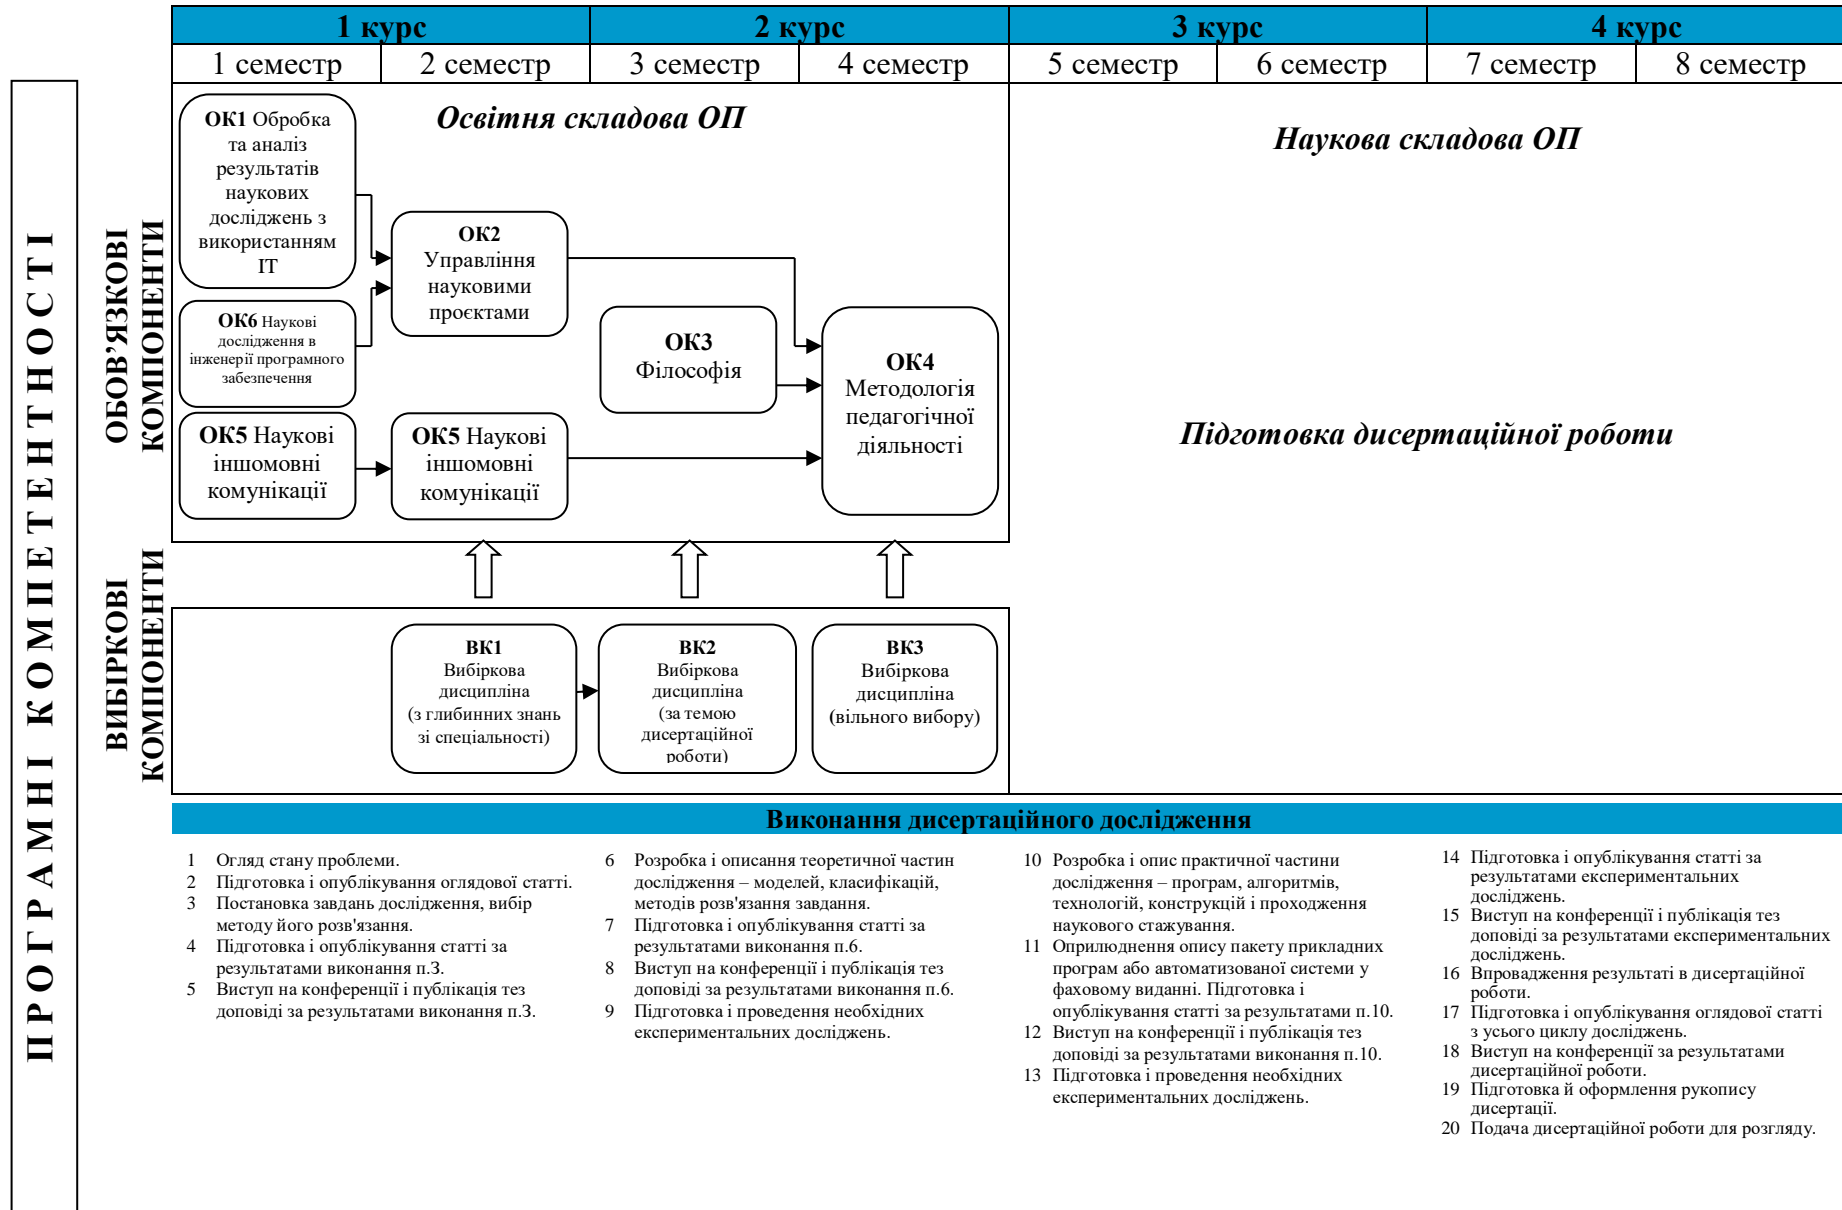 1 курс
2 курс
3 курс
4 курс
1 семестр
2 семестр
3 семестр
4 семестр
5 семестр
6 семестр
7 семестр
8 семестр
ПРОГРАМНІ КОМПЕТЕНТНОСТІ
ОБОВ’ЯЗКОВІ
КОМПОНЕНТИ
Освітня складова ОП
Наукова складова ОП
Підготовка дисертаційної роботи
ОК1 Обробка
та аналіз
результатів
наукових
досліджень з
використанням
ІТ
ОК6 Наукові
дослідження в
інженерії програмного
забезпечення
ОК5 Наукові
іншомовні
комунікації
ОК2
Управління
науковими
проєктами
ОК5 Наукові
іншомовні
комунікації
ОК3
Філософія
ОК4
Методологія
педагогічної
діяльності
ВИБІРКОВІ
КОМПОНЕНТИ
ВК1
Вибіркова
дисципліна
(з глибинних знань
зі спеціальності)
ВК2
Вибіркова
дисципліна
(за темою
дисертаційної
роботи)
ВК3
Вибіркова
дисципліна
(вільного вибору)
Виконання дисертаційного дослідження
1 Огляд стану проблеми.
2 Підготовка і опублікування оглядової статті.
3 Постановка завдань дослідження, вибір
методу його розв'язання.
4 Підготовка і опублікування статті за
результатами виконання п.3.
5 Виступ на конференції і публікація тез
доповіді за результатами виконання п.3.
6 Розробка і описання теоретичної частин
дослідження – моделей, класифікацій,
методів розв'язання завдання.
7 Підготовка і опублікування статті за
результатами виконання п.6.
8 Виступ на конференції і публікація тез
доповіді за результатами виконання п.6.
9 Підготовка і проведення необхідних
експериментальних досліджень.
10 Розробка і опис практичної частини
дослідження – програм, алгоритмів,
технологій, конструкцій і проходження
наукового стажування.
11 Оприлюднення опису пакету прикладних
програм або автоматизованої системи у
фаховому виданні. Підготовка і
опублікування статті за результатами п.10.
12 Виступ на конференції і публікація тез
доповіді за результатами виконання п.10.
13 Підготовка і проведення необхідних
експериментальних досліджень.
14 Підготовка і опублікування статті за
результатами експериментальних
досліджень.
15 Виступ на конференції і публікація тез
доповіді за результатами експериментальних
досліджень.
16 Впровадження результаті в дисертаційної
роботи.
17 Підготовка і опублікування оглядової статті
з усього циклу досліджень.
18 Виступ на конференції за результатами
дисертаційної роботи.
19 Підготовка й оформлення рукопису
дисертації.
20 Подача дисертаційної роботи для розгляду.